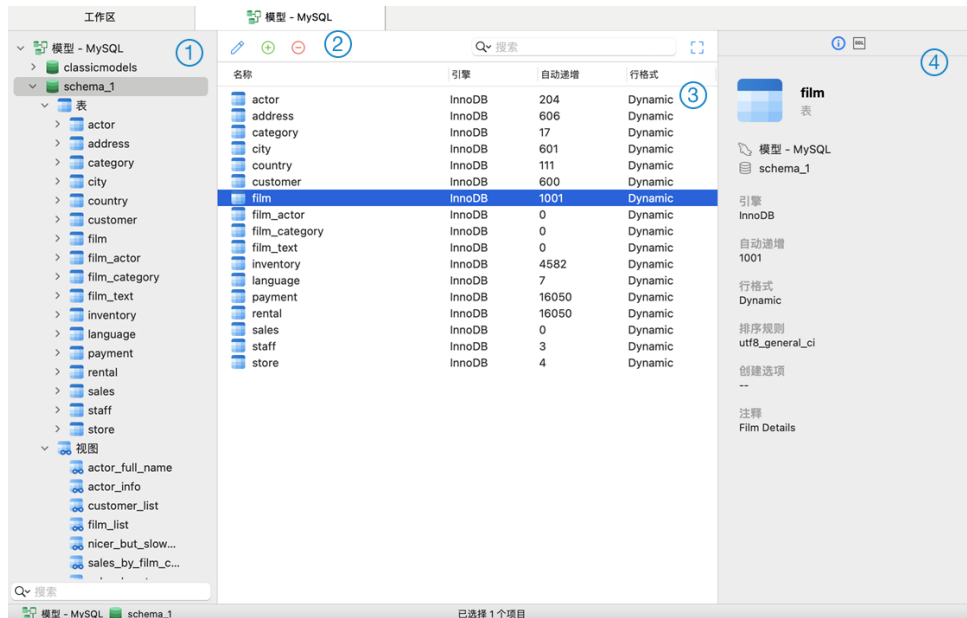 工作区
模型 - MySQL
模型 - MySQL
classicmodels
schema_1
表
actor
address
category
city
country
customer
film
film_actor
film_category
film_text
inventory
language
payment
rental
sales
staff
store
视图
actor_full_name
actor_info
customer_list
film_list
nicer_but_slow...
sales_by_film_c...
搜索
①
②
搜索
名称 引擎 自动递增 行格式
③
actor InnoDB 204 Dynamic
address InnoDB 606 Dynamic
category InnoDB 17 Dynamic
city InnoDB 601 Dynamic
country InnoDB 111 Dynamic
customer InnoDB 600 Dynamic
film InnoDB 1001 Dynamic
film_actor InnoDB 0 Dynamic
film_category InnoDB 0 Dynamic
film_text InnoDB 0 Dynamic
inventory InnoDB 4582 Dynamic
language InnoDB 7 Dynamic
payment InnoDB 16050 Dynamic
rental InnoDB 16050 Dynamic
sales InnoDB 0 Dynamic
staff InnoDB 3 Dynamic
store InnoDB 4 Dynamic
④
film
表
模型 - MySQL
schema_1
引擎
InnoDB
自动递增
1001
行格式
Dynamic
排序规则
utf8_general_ci
创建选项
--
注释
Film Details
模型 - MySQL schema_1 已选择 1 个项目